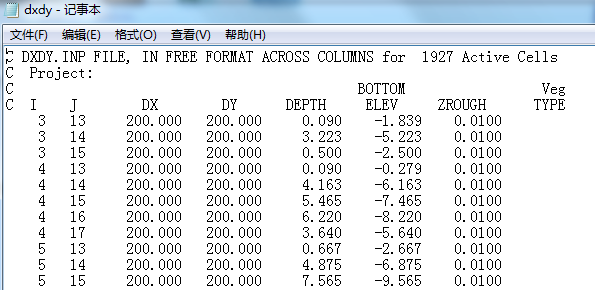 dxdy - 记事本
文件(F) 编辑(E) 格式(O) 查看(V) 帮助(H)
C DXDY.INP FILE, IN FREE FORMAT ACROSS COLUMNS for  1927 Active Cells
C  Project:
C                                            BOTTOM                 Veg
C  I    J        DX        DY      DEPTH     ELEV     ZROUGH      TYPE
   3   13     200.000   200.000     0.090    -1.839    0.0100
   3   14     200.000   200.000     3.223    -5.223    0.0100
   3   15     200.000   200.000     0.500    -2.500    0.0100
   4   13     200.000   200.000     0.090    -0.279    0.0100
   4   14     200.000   200.000     4.163    -6.163    0.0100
   4   15     200.000   200.000     5.465    -7.465    0.0100
   4   16     200.000   200.000     6.220    -8.220    0.0100
   4   17     200.000   200.000     3.640    -5.640    0.0100
   5   13     200.000   200.000     0.667    -2.667    0.0100
   5   14     200.000   200.000     4.875    -6.875    0.0100
   5   15     200.000   200.000     7.565    -9.565    0.0100